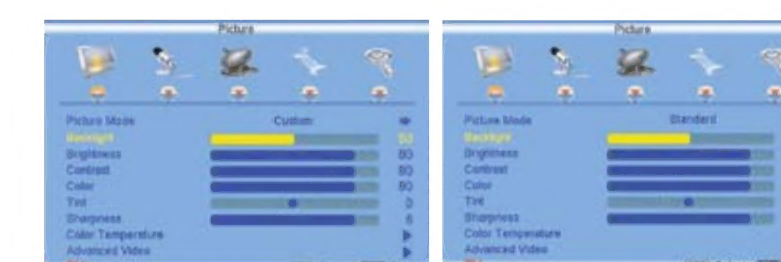 Picture
Picture Mode Custom
Backlight 50
Brightness 80
Contrast 80
Color 80
Tint 0
Sharpness 6
Color Temperature
Advanced Video
Picture
Picture Mode Standard
Backlight
Brightness
Contrast
Color
Tint
Sharpness
Color Temperature
Advanced Video